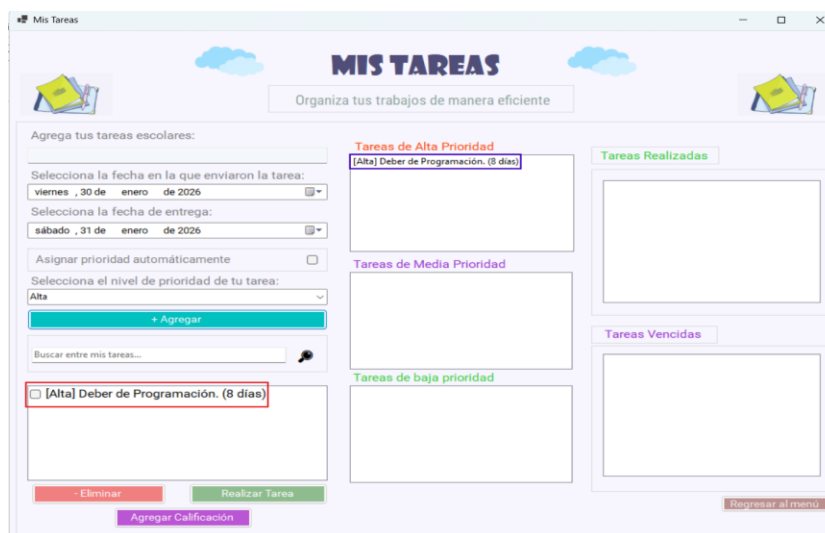 Mis Tareas
MIS TAREAS
Organiza tus trabajos de manera eficiente
Agrega tus tareas escolares:
Selecciona la fecha en la que enviaron la tarea:
viernes , 30 de enero de 2026
Selecciona la fecha de entrega:
sábado , 31 de enero de 2026
Asignar prioridad automáticamente
Selecciona el nivel de prioridad de tu tarea:
Alta
+ Agregar
Buscar entre mis tareas...
[Alta] Deber de Programación. (8 días)
- Eliminar
Realizar Tarea
Agregar Calificación
Tareas de Alta Prioridad
[Alta] Deber de Programación. (8 días)
Tareas de Media Prioridad
Tareas de baja prioridad
Tareas Realizadas
Tareas Vencidas
Regresar al menú